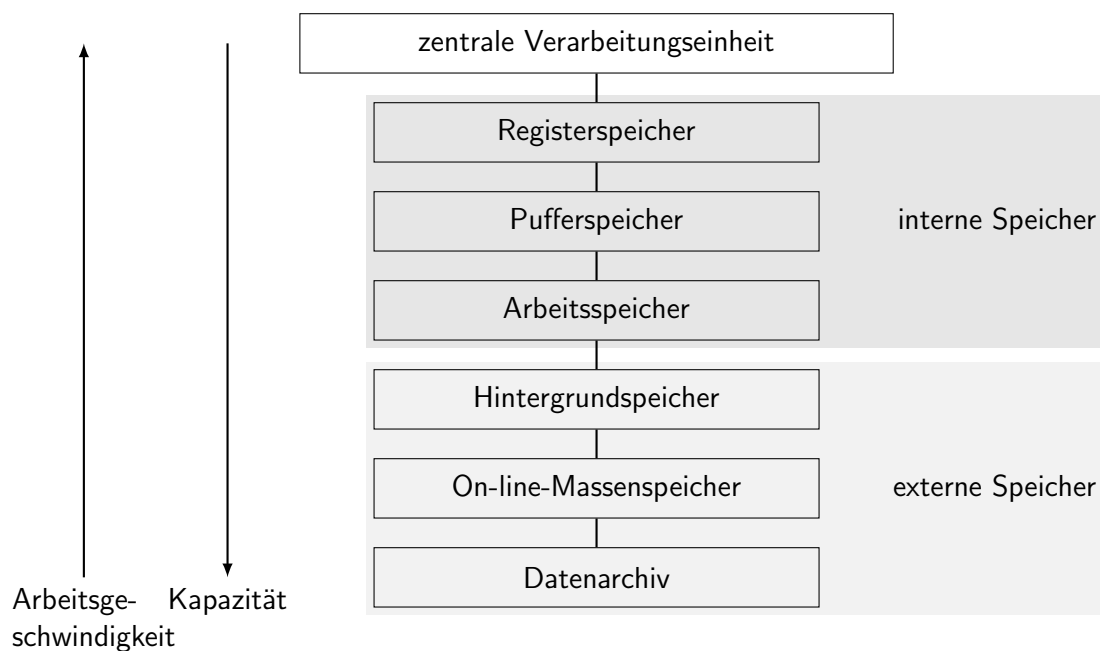 zentrale Verarbeitungseinheit
Registerspeicher
Pufferspeicher
interne Speicher
Arbeitsspeicher
Hintergrundspeicher
On-line-Massenspeicher
externe Speicher
Datenarchiv
Arbeitsge-
schwindigkeit
Kapazität